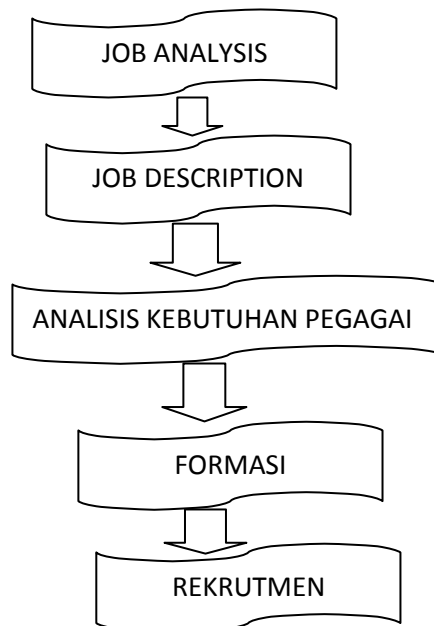 JOB ANALYSIS
JOB DESCRIPTION
ANALISIS KEBUTUHAN PEGAGAI
FORMASI
REKRUTMEN